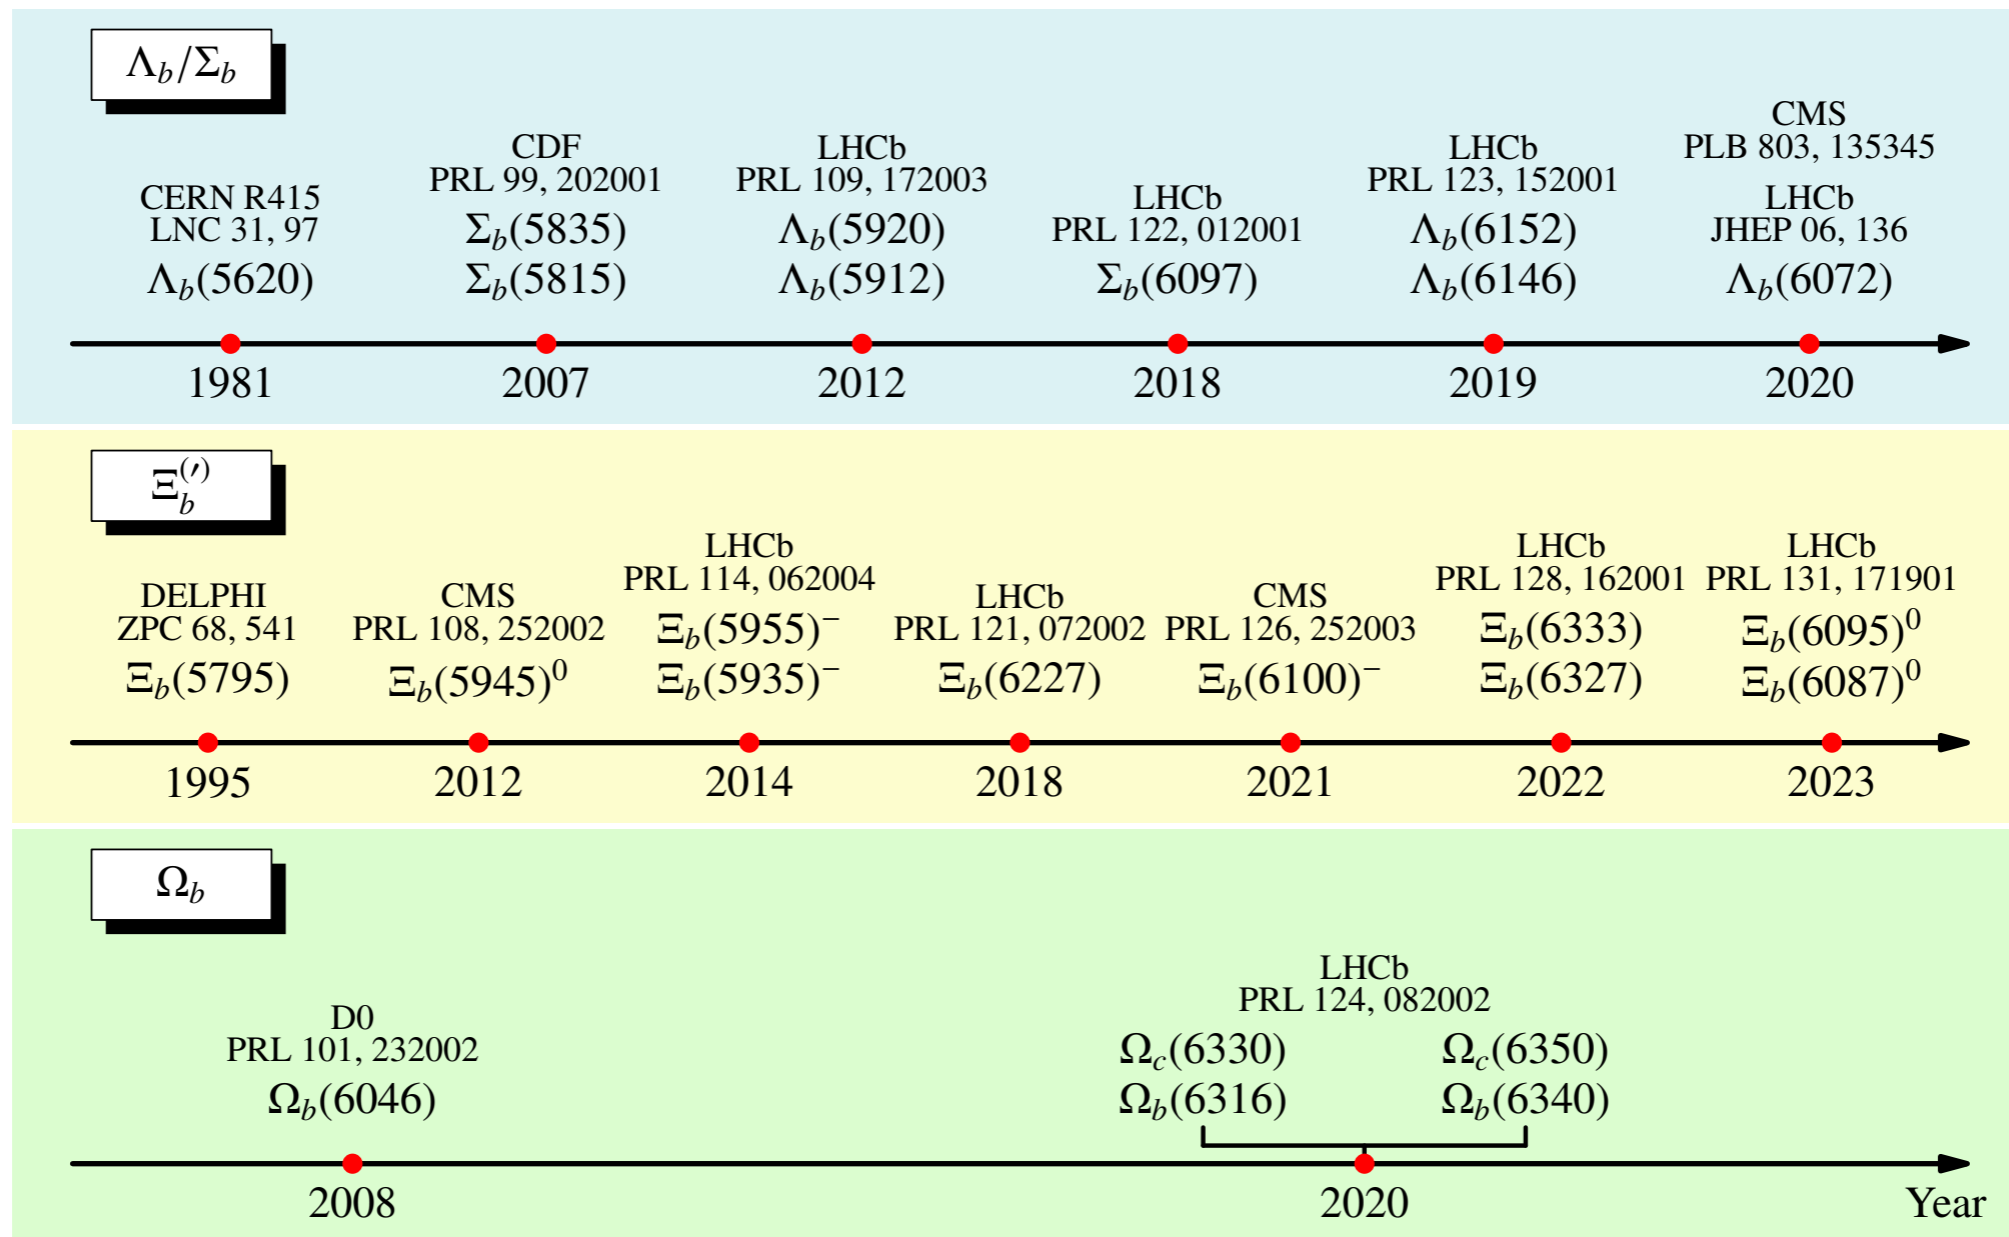 Λb/Σb
CERN R415
LNC 31, 97
Λb(5620)
1981
CDF
PRL 99, 202001
Σb(5835)
Σb(5815)
2007
LHCb
PRL 109, 172003
Λb(5920)
Λb(5912)
2012
LHCb
PRL 122, 012001
Σb(6097)
2018
LHCb
PRL 123, 152001
Λb(6152)
Λb(6146)
2019
CMS
PLB 803, 135345
LHCb
JHEP 06, 136
Λb(6072)
2020
Ξb(′)
DELPHI
ZPC 68, 541
Ξb(5795)
1995
CMS
PRL 108, 252002
Ξb(5945)⁰
2012
LHCb
PRL 114, 062004
Ξb(5955)⁻
Ξb(5935)⁻
2014
LHCb
PRL 121, 072002
Ξb(6227)
2018
CMS
PRL 126, 252003
Ξb(6100)⁻
2021
LHCb
PRL 128, 162001
Ξb(6333)
Ξb(6327)
2022
LHCb
PRL 131, 171901
Ξb(6095)⁰
Ξb(6087)⁰
2023
Ωb
D0
PRL 101, 232002
Ωb(6046)
2008
LHCb
PRL 124, 082002
Ωc(6330) Ωc(6350)
Ωb(6316) Ωb(6340)
2020
Year